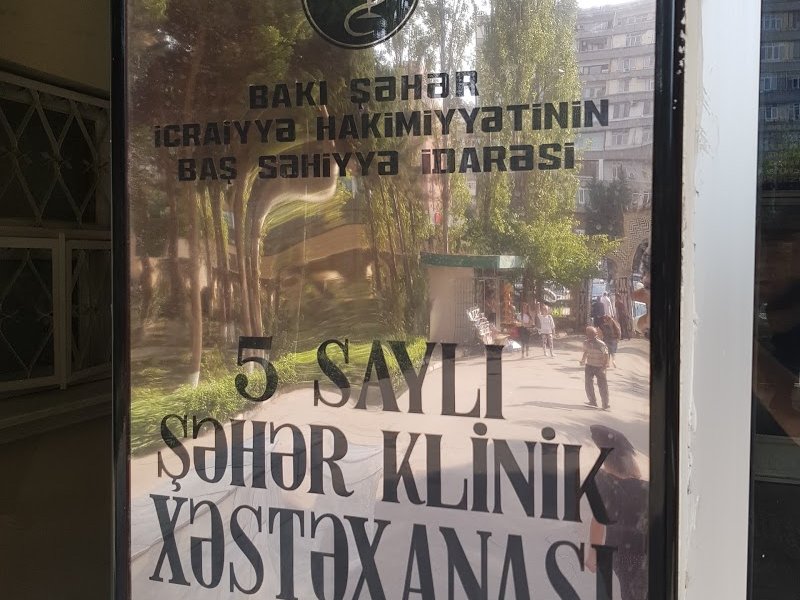 BAKI ŞəHəR
İCRAİYYə HAKİMİYYəTİNİN
BAŞ SəHİYYə İDARəSİ
5 SAYLI
ŞəHəR KLİNİK
XəSTəXANASI